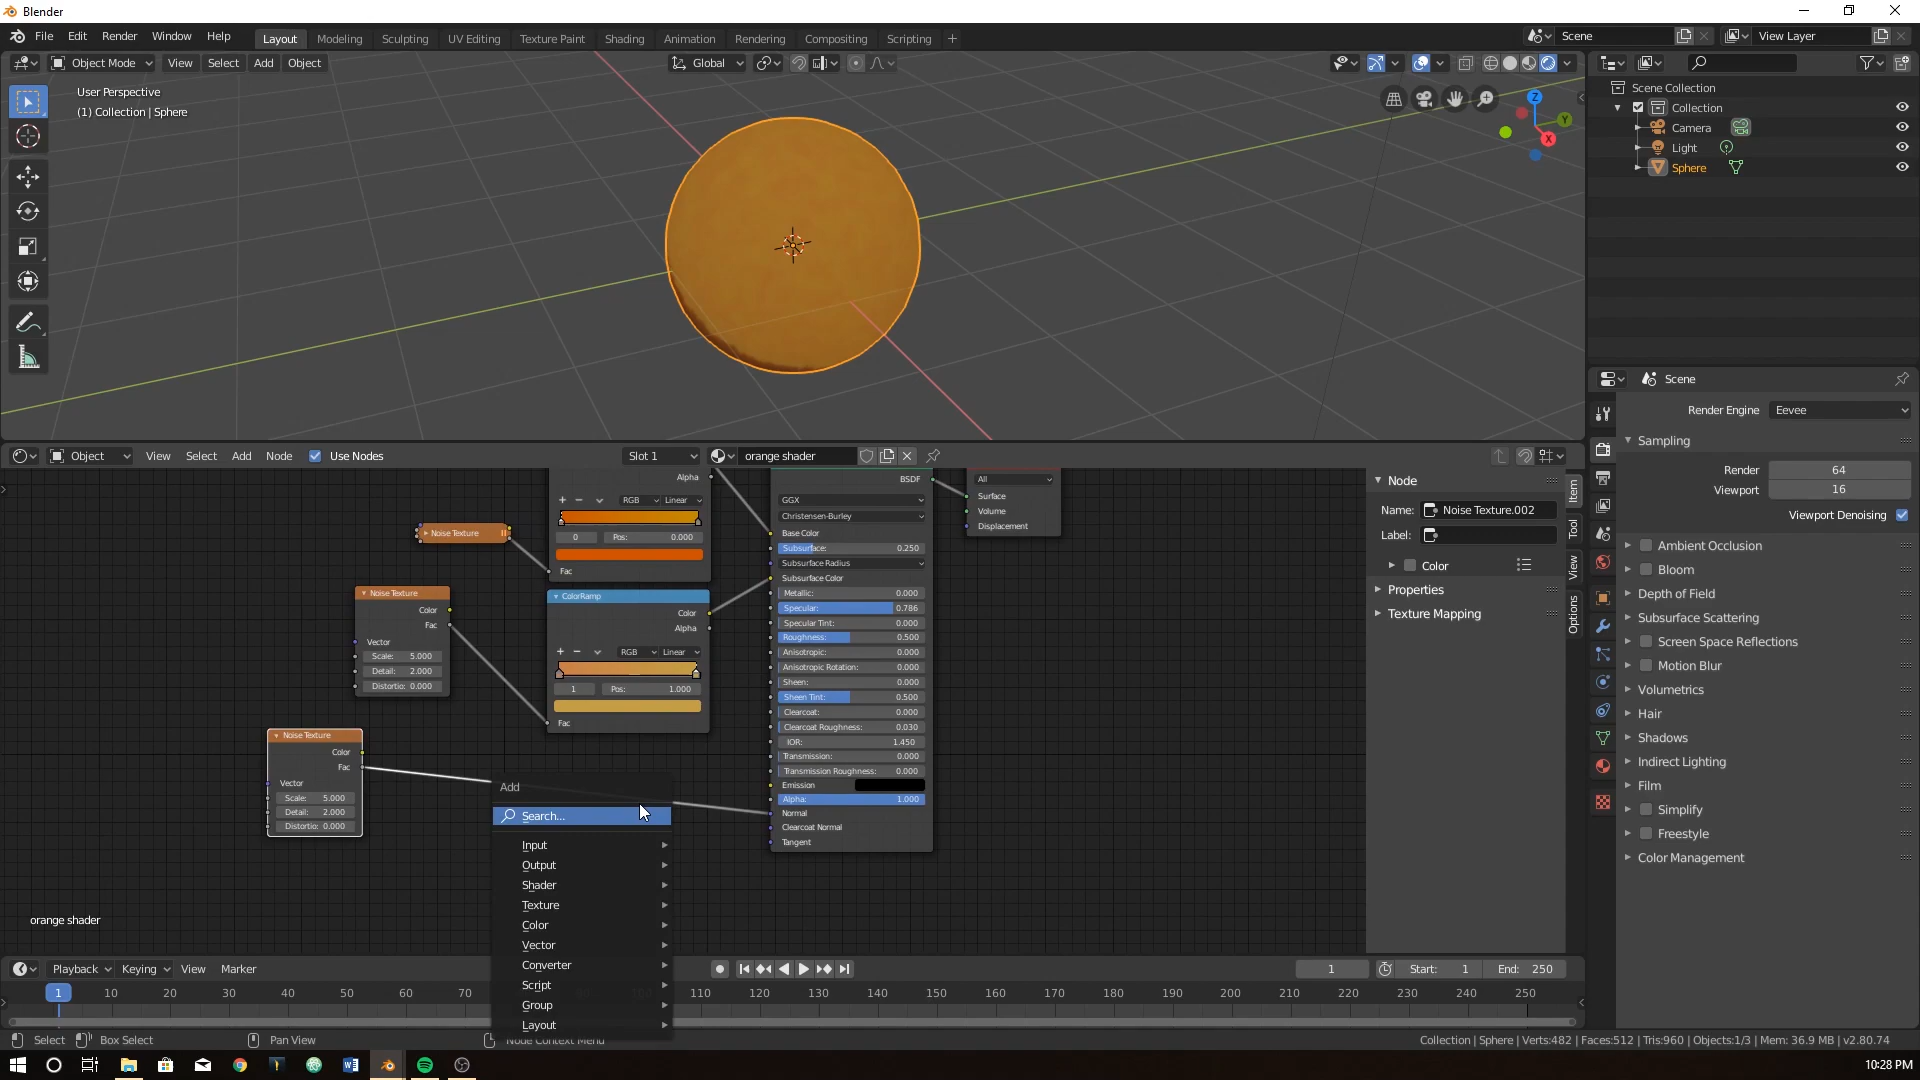 Blender
File Edit Render Window Help
Layout Modeling Sculpting UV Editing Texture Paint Shading Animation Rendering Compositing Scripting +
Scene
View Layer
Object Mode View Select Add Object
Global
User Perspective
(1) Collection | Sphere
Z
Y
X
Scene Collection
Collection
Camera
Light
Sphere
Object View Select Add Node Use Nodes
Slot 1
orange shader
Alpha
RGB Linear
0 Pos: 0.000
Fac
Noise Texture
Noise Texture
Color
Fac
Vector
Scale: 5.000
Detail: 2.000
Distortio: 0.000
ColorRamp
Color
Alpha
RGB Linear
1 Pos: 1.000
Fac
Noise Texture
Color
Fac
Vector
Scale: 5.000
Detail: 2.000
Distortio: 0.000
BSDF
GGX
Christensen-Burley
Base Color
Subsurface: 0.250
Subsurface Radius
Subsurface Color
Metallic: 0.000
Specular: 0.786
Specular Tint: 0.000
Roughness: 0.500
Anisotropic: 0.000
Anisotropic Rotation: 0.000
Sheen: 0.000
Sheen Tint: 0.500
Clearcoat: 0.000
Clearcoat Roughness: 0.030
IOR: 1.450
Transmission: 0.000
Transmission Roughness: 0.000
Emission
Alpha: 1.000
Normal
Clearcoat Normal
Tangent
All
Surface
Volume
Displacement
Add
Search...
Input
Output
Shader
Texture
Color
Vector
Converter
Script
Group
Layout
orange shader
Node
Name: Noise Texture.002
Label:
Color
Properties
Texture Mapping
Item
Tool
View
Options
Scene
Render Engine Eevee
Sampling
Render 64
Viewport 16
Viewport Denoising
Ambient Occlusion
Bloom
Depth of Field
Subsurface Scattering
Screen Space Reflections
Motion Blur
Volumetrics
Hair
Shadows
Indirect Lighting
Film
Simplify
Freestyle
Color Management
Playback Keying View Marker
1
Start: 1 End: 250
1 10 20 30 40 50 60 70 110 120 130 140 150 160 170 180 190 200 210 220 230 240 250
Select Box Select Pan View Node Context Menu
Collection | Sphere | Verts:482 | Faces:512 | Tris:960 | Objects:1/3 | Mem: 36.9 MB | v2.80.74
10:28 PM